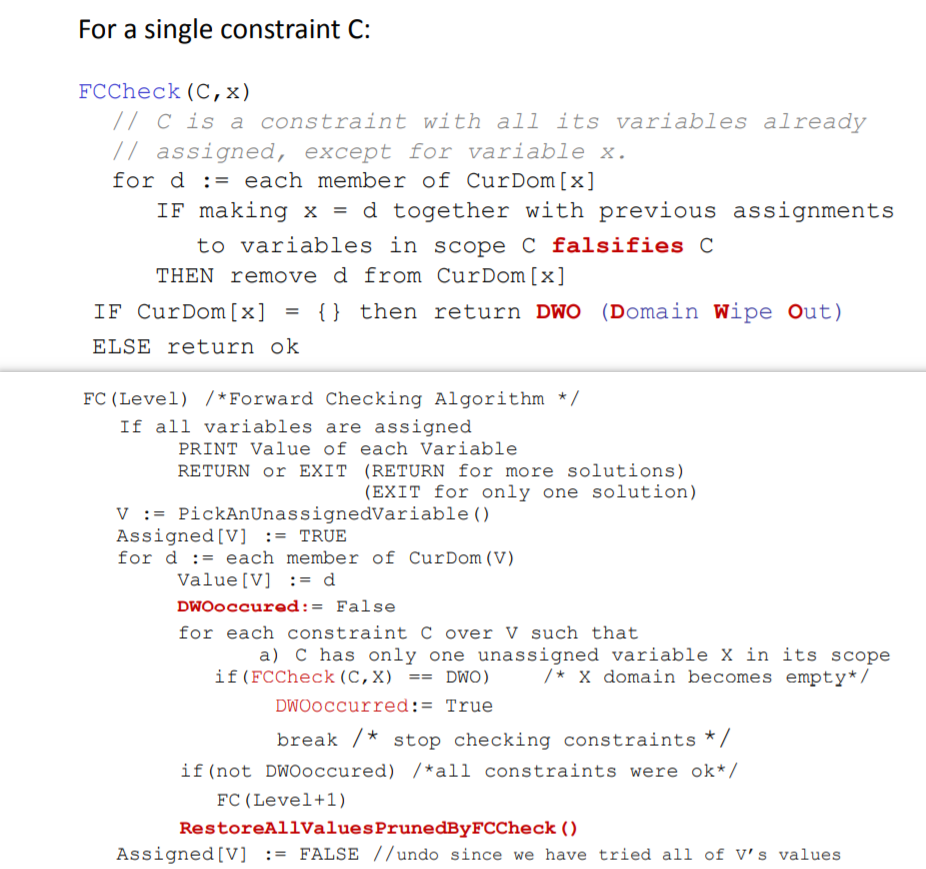 For a single constraint C:
FCCheck(C,x)
// C is a constraint with all its variables already
// assigned, except for variable x.
for d := each member of CurDom[x]
IF making x = d together with previous assignments
to variables in scope C falsifies C
THEN remove d from CurDom[x]
IF CurDom[x] = {} then return DWO (Domain Wipe Out)
ELSE return ok
FC(Level) /*Forward Checking Algorithm */
If all variables are assigned
PRINT Value of each Variable
RETURN or EXIT (RETURN for more solutions)
(EXIT for only one solution)
V := PickAnUnassignedVariable()
Assigned[V] := TRUE
for d := each member of CurDom(V)
Value[V] := d
DWOoccured:= False
for each constraint C over V such that
a) C has only one unassigned variable X in its scope
if(FCCheck(C,X) == DWO) /* X domain becomes empty*/
DWOoccurred:= True
break /* stop checking constraints */
if(not DWOoccured) /*all constraints were ok*/
FC(Level+1)
RestoreAllValuesPrunedByFCCheck()
Assigned[V] := FALSE //undo since we have tried all of V's values